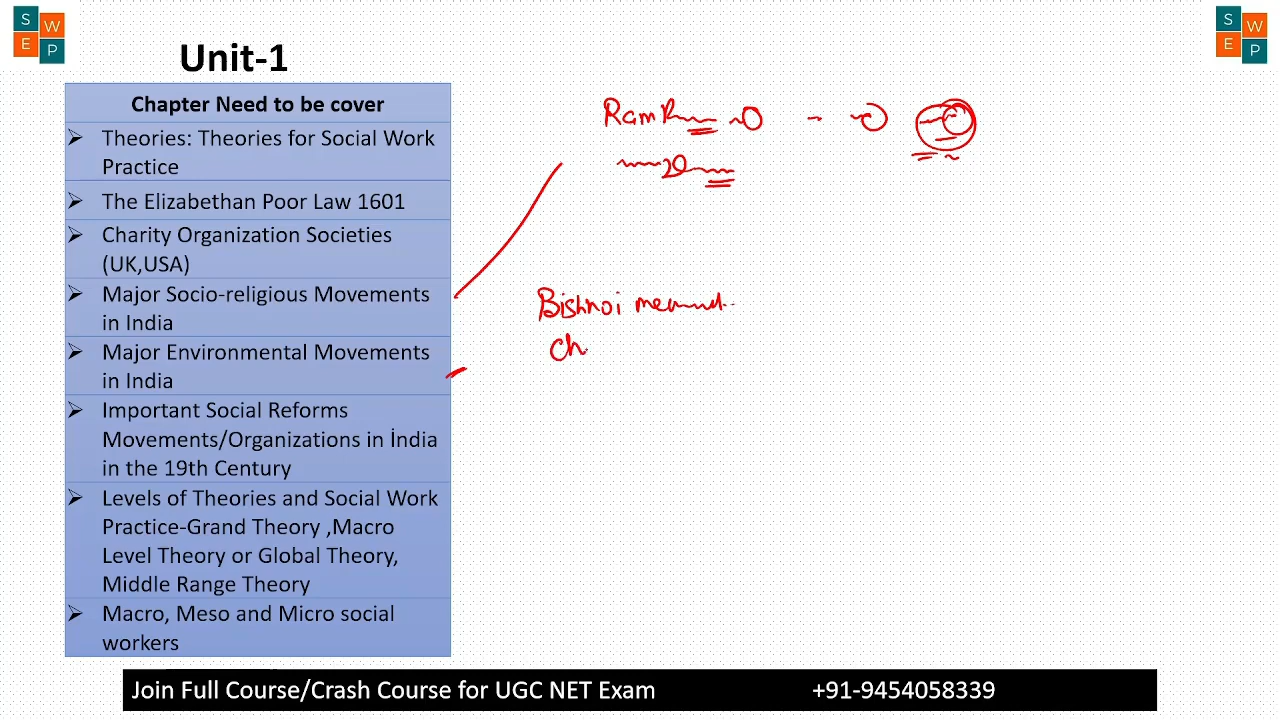 S W
E P
S W
E P
Unit-1
Chapter Need to be cover
➢ Theories: Theories for Social Work
Practice
➢ The Elizabethan Poor Law 1601
➢ Charity Organization Societies
(UK,USA)
➢ Major Socio-religious Movements
in India
➢ Major Environmental Movements
in India
➢ Important Social Reforms
Movements/Organizations in İndia
in the 19th Century
➢ Levels of Theories and Social Work
Practice-Grand Theory ,Macro
Level Theory or Global Theory,
Middle Range Theory
➢ Macro, Meso and Micro social
workers
Bishnoi
Ch
Join Full Course/Crash Course for UGC NET Exam +91-9454058339